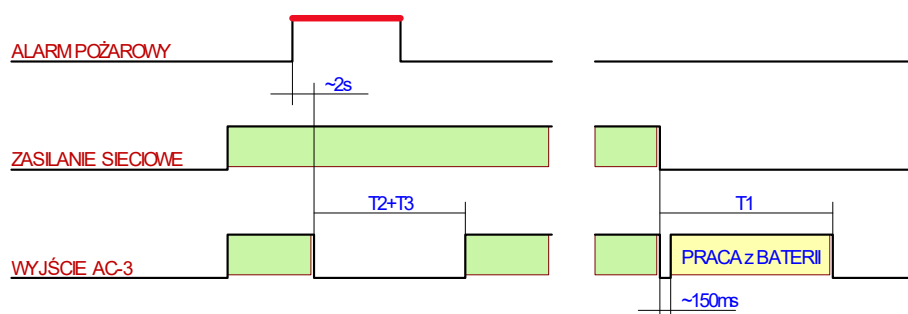 ALARM POŻAROWY
~2s
ZASILANIE SIECIOWE
T2+T3
T1
WYJŚCIE AC-3
PRACA z BATERII
~150ms